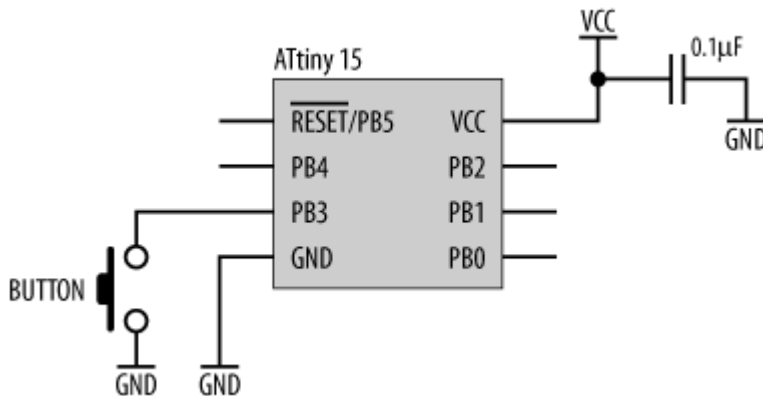 VCC
0.1µF
GND
ATtiny 15
RESET/PB5
VCC
PB4
PB2
PB3
PB1
GND
PB0
BUTTON
GND
GND